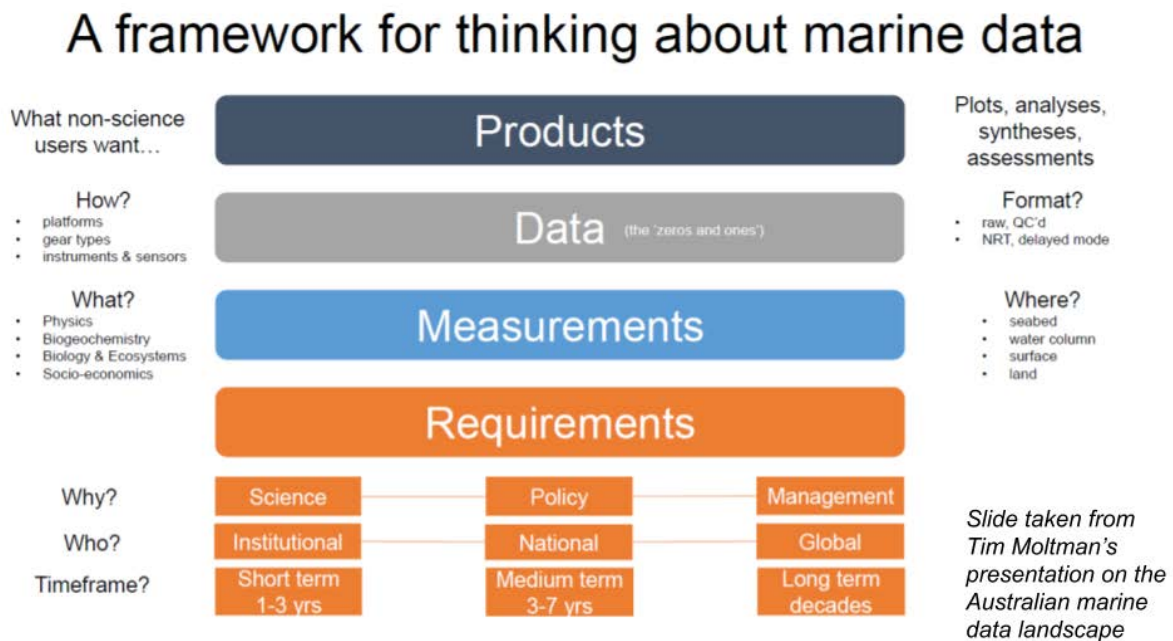 A framework for thinking about marine data
What non-science
users want…
Products
Plots, analyses,
syntheses,
assessments
How?
• platforms
• gear types
• instruments & sensors
Data (the 'zeros and ones')
Format?
• raw, QC'd
• NRT, delayed mode
What?
• Physics
• Biogeochemistry
• Biology & Ecosystems
• Socio-economics
Measurements
Where?
• seabed
• water column
• surface
• land
Requirements
Why?
Science
Policy
Management
Who?
Institutional
National
Global
Timeframe?
Short term
1-3 yrs
Medium term
3-7 yrs
Long term
decades
Slide taken from
Tim Moltman's
presentation on the
Australian marine
data landscape